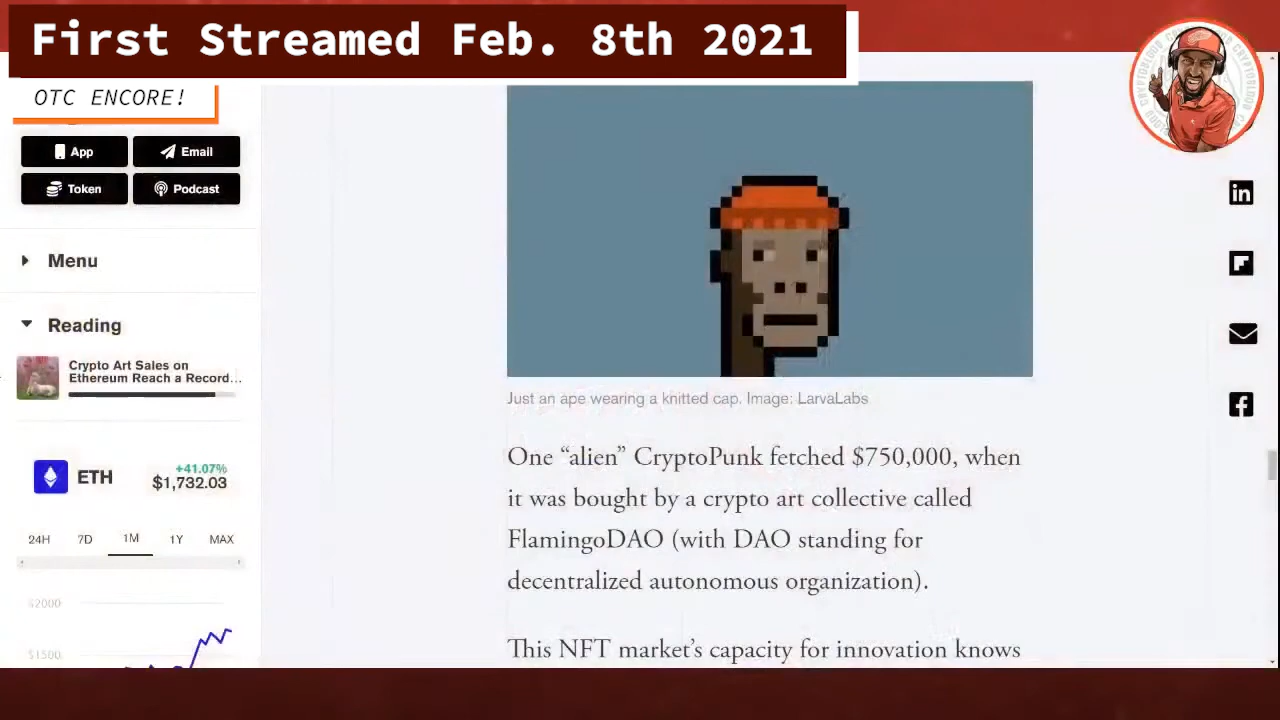 First Streamed Feb. 8th 2021
OTC ENCORE!
App
Email
Token
Podcast
Menu
Reading
Crypto Art Sales on
Ethereum Reach a Record...
ETH
+41.07%
$1,732.03
24H 7D 1M 1Y MAX
$2000
$1500
Just an ape wearing a knitted cap. Image: LarvaLabs
One “alien” CryptoPunk fetched $750,000, when
it was bought by a crypto art collective called
FlamingoDAO (with DAO standing for
decentralized autonomous organization).
This NFT market’s capacity for innovation knows